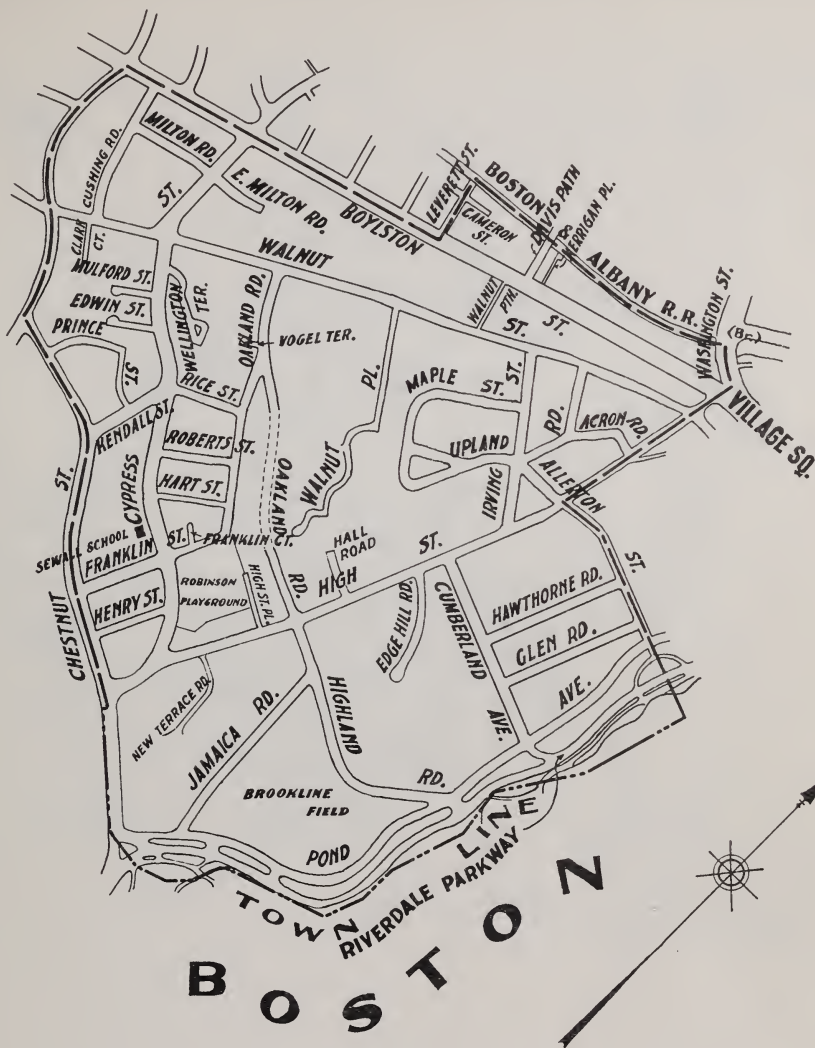 CUSHING RD.
MILTON RD.
ST.
E. MILTON RD.
BOYLSTON
ST.
LEVERETT ST.
BOSTON
& ALBANY R. R.
CAMERON
ST.
DAVIS PATH
KERRIGAN PL.
WASHINGTON ST.
(Br.)
VILLAGE SQ.
CLARK
CT.
MULFORD ST.
EDWIN ST.
PRINCE
ST.
WELLINGTON
TER.
OAKLAND RD.
VOGEL TER.
WALNUT
ST.
WALNUT
PTH.
RICE ST.
KENDALL ST.
ROBERTS ST.
HART ST.
CYPRESS
ST.
SEWALL SCHOOL
FRANKLIN
FRANKLIN CT.
OAKLAND
RD.
WALNUT
PL.
MAPLE
ST.
UPLAND
RD.
ACRON RD.
IRVING
ST.
ALLERTON
ST.
HALL
ROAD
HIGH
ST.
HIGH ST. PL.
ROBINSON
PLAYGROUND
HENRY ST.
CHESTNUT
ST.
NEW TERRACE RD.
JAMAICA RD.
HIGHLAND
RD.
EDGE HILL RD.
CUMBERLAND
AVE.
HAWTHORNE RD.
GLEN RD.
BROOKLINE
FIELD
POND
AVE.
TOWN LINE
RIVERDALE PARKWAY
BOSTON